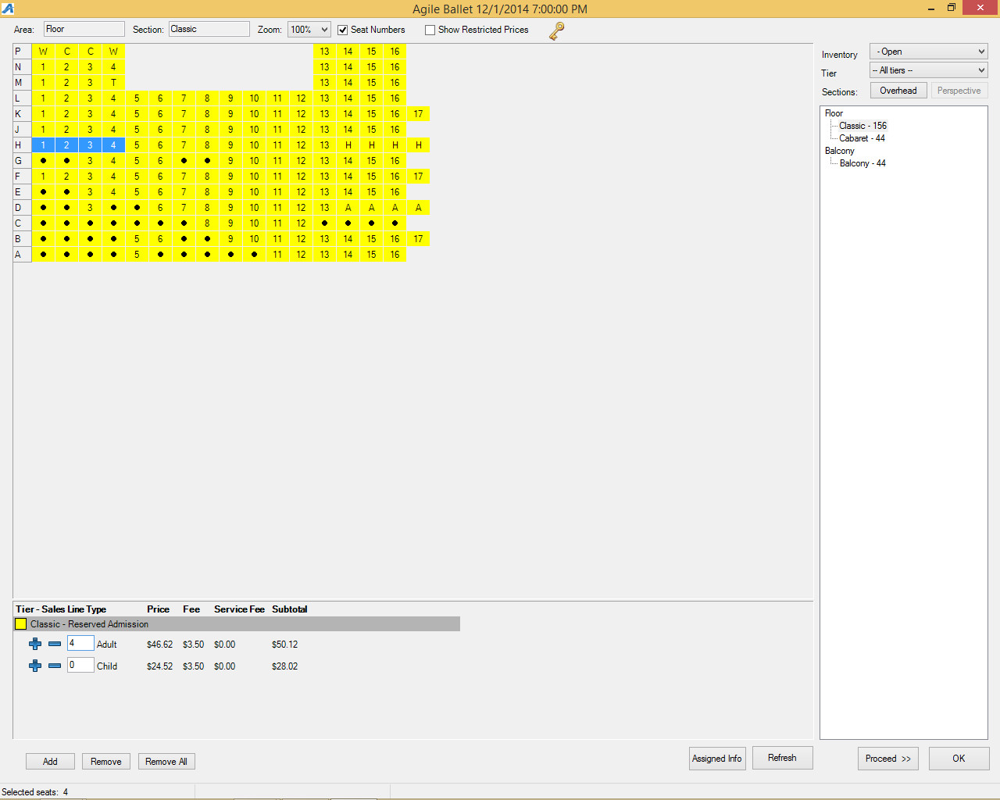 Agile Ballet 12/1/2014 7:00:00 PM
Area: Floor Section: Classic Zoom: 100% Seat Numbers Show Restricted Prices
P W C C W 13 14 15 16
N 1 2 3 4 13 14 15 16
M 1 2 3 T 13 14 15 16
L 1 2 3 4 5 6 7 8 9 10 11 12 13 14 15 16
K 1 2 3 4 5 6 7 8 9 10 11 12 13 14 15 16 17
J 1 2 3 4 5 6 7 8 9 10 11 12 13 14 15 16
H 1 2 3 4 5 6 7 8 9 10 11 12 13 H H H H
G 3 4 5 6 9 10 11 12 13 14 15 16
F 1 2 3 4 5 6 7 8 9 10 11 12 13 14 15 16 17
E 3 4 5 6 7 8 9 10 11 12 13 14 15 16
D 3 6 7 8 9 10 11 12 13 A A A A
C 8 9 10 11 12
B 5 6 9 10 11 12 13 14 15 16 17
A 5 11 12 13 14 15 16
Inventory - Open
Tier -- All tiers --
Sections: Overhead Perspective
Floor
Classic - 156
Cabaret - 44
Balcony
Balcony - 44
Tier - Sales Line Type Price Fee Service Fee Subtotal
Classic - Reserved Admission
4 Adult $46.62 $3.50 $0.00 $50.12
0 Child $24.52 $3.50 $0.00 $28.02
Add Remove Remove All Assigned Info Refresh Proceed >> OK
Selected seats: 4